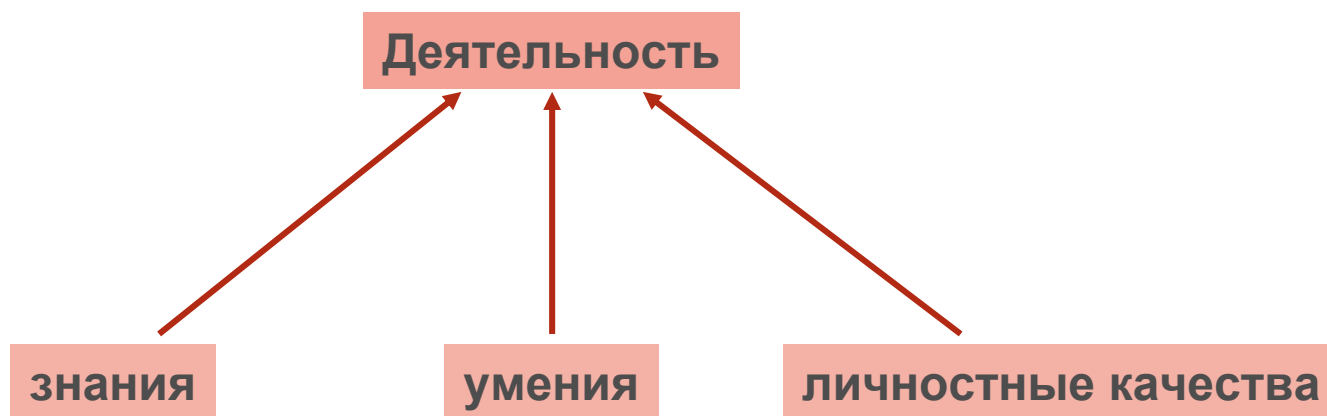 Деятельность
знания
умения
личностные качества